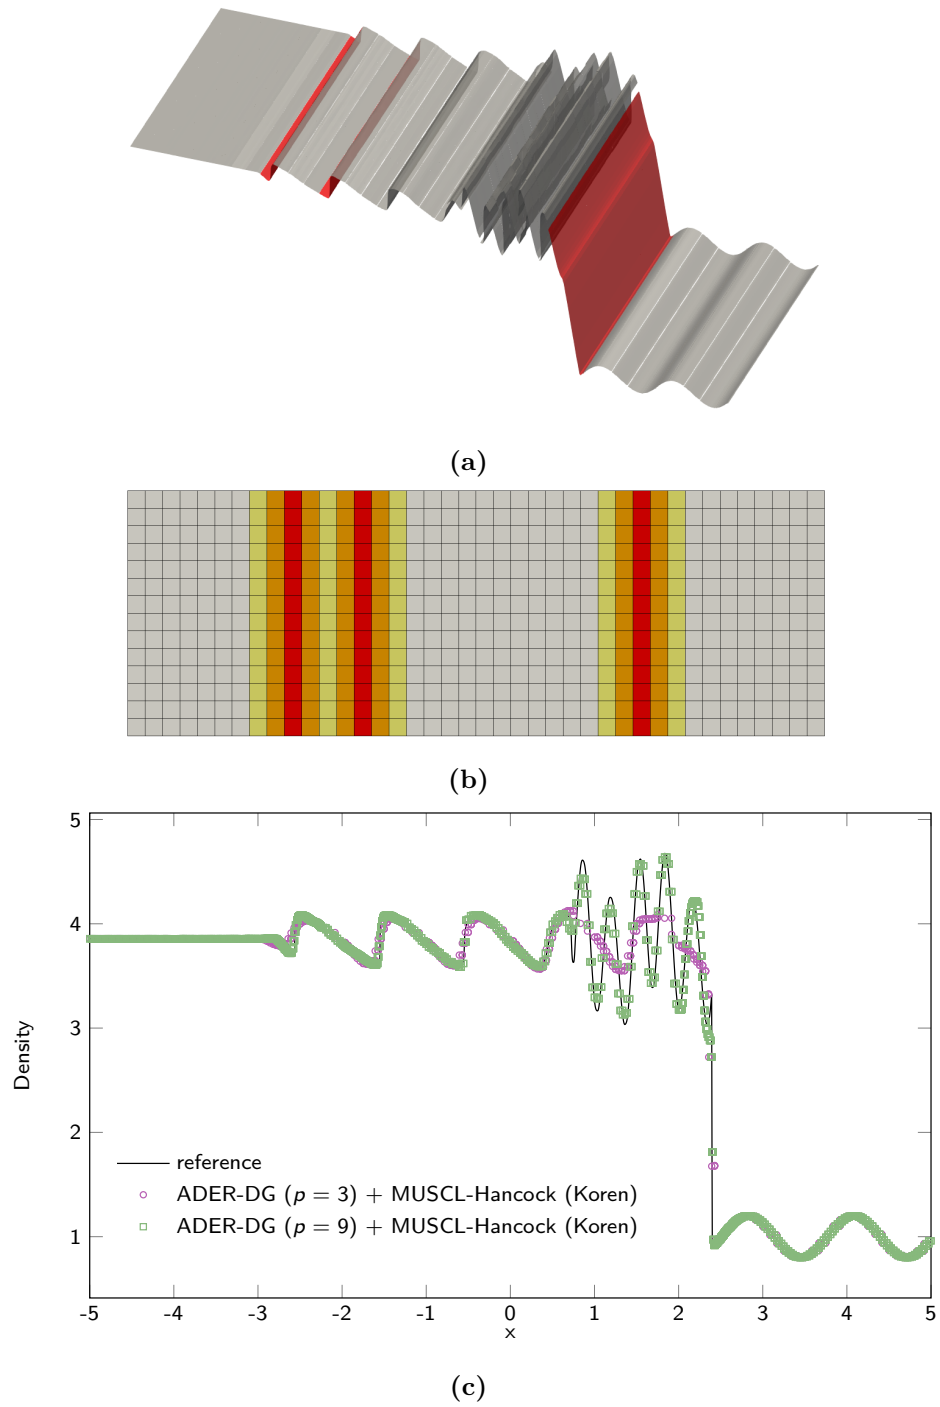 (a)
(b)
5
4
3
2
1
Density
reference
ADER-DG (p = 3) + MUSCL-Hancock (Koren)
ADER-DG (p = 9) + MUSCL-Hancock (Koren)
-5 -4 -3 -2 -1 0 1 2 3 4 5
x
(c)